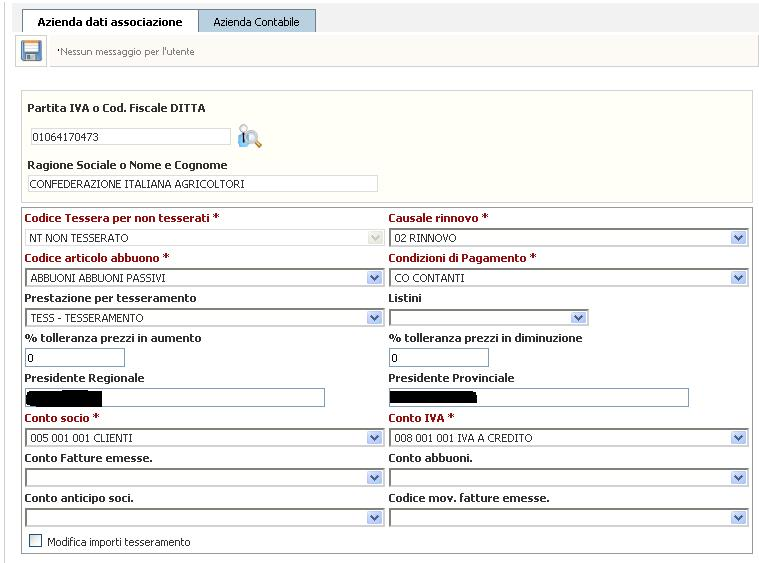 Azienda dati associazione Azienda Contabile
*Nessun messaggio per l'utente
Partita IVA o Cod. Fiscale DITTA
01064170473
Ragione Sociale o Nome e Cognome
CONFEDERAZIONE ITALIANA AGRICOLTORI
Codice Tessera per non tesserati * Causale rinnovo *
NT NON TESSERATO 02 RINNOVO
Codice articolo abbuono * Condizioni di Pagamento *
ABBUONI ABBUONI PASSIVI CO CONTANTI
Prestazione per tesseramento Listini
TESS - TESSERAMENTO
% tolleranza prezzi in aumento % tolleranza prezzi in diminuzione
0 0
Presidente Regionale Presidente Provinciale
Conto socio * Conto IVA *
005 001 001 CLIENTI 008 001 001 IVA A CREDITO
Conto Fatture emesse. Conto abbuoni.
Conto anticipo soci. Codice mov. fatture emesse.
Modifica importi tesseramento